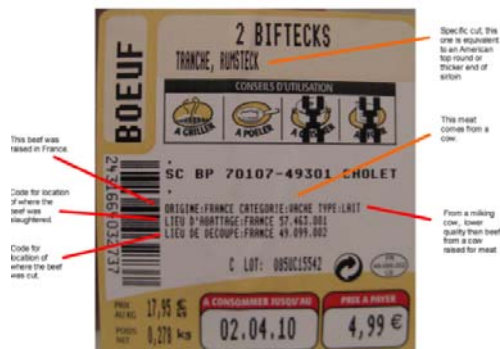 BOEUF
2 BIFTECKS
TRANCHE, RUMSTECK
CONSEILS D'UTILISATION
A GRILLER
A POELER
SC BP 70107-49301 CHOLET
ORIGINE:FRANCE CATEGORIE:VACHE TYPE:LAIT
LIEU D'ABATTAGE:FRANCE 57.463.001
LIEU DE DECOUPE:FRANCE 49.099.002
C LOT: 0850C15542
PRIX AU KG 17,95
POIDS NET 0,278 kg
A CONSOMMER JUSQU'AU
02.04.10
PRIX A PAYER
4,99 €
Specific cut, this
one is equivalent
to an American
top round or
thicker end of
sirloin
This meat
comes from a
cow.
From a milking
cow, lower
quality than beef
from a cow
raised for meat
This beef was
raised in France.
Code for location
of where the
beef was
slaughtered.
Code for
location of
where the beef
was cut.